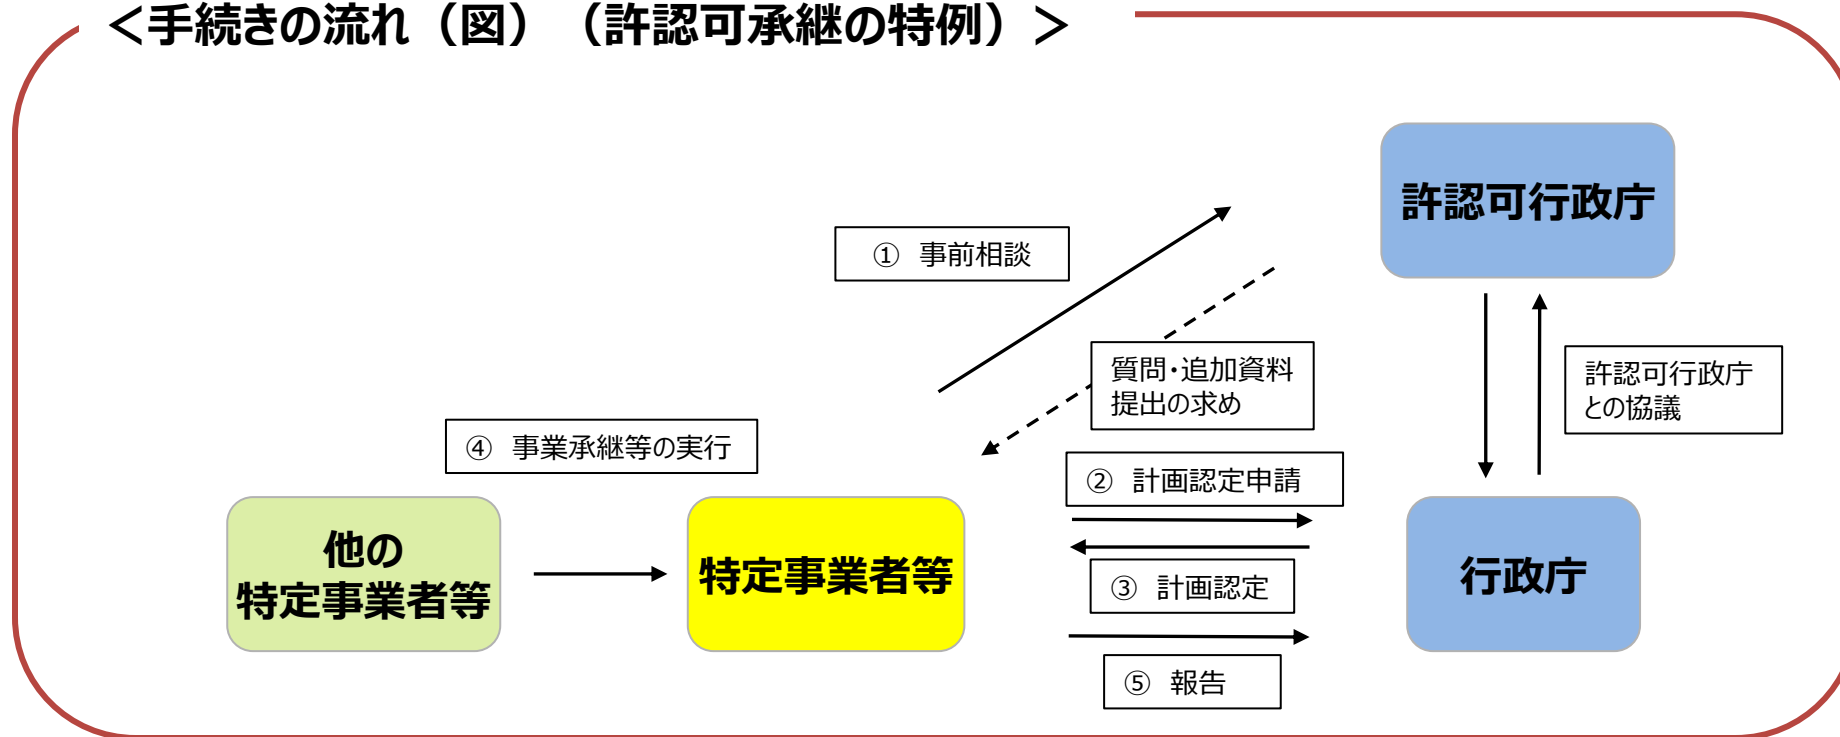 ＜手続きの流れ（図）（許認可承継の特例）＞
許認可行政庁
① 事前相談
質問・追加資料
提出の求め
許認可行政庁
との協議
④ 事業承継等の実行
② 計画認定申請
他の
特定事業者等
特定事業者等
③ 計画認定
行政庁
⑤ 報告